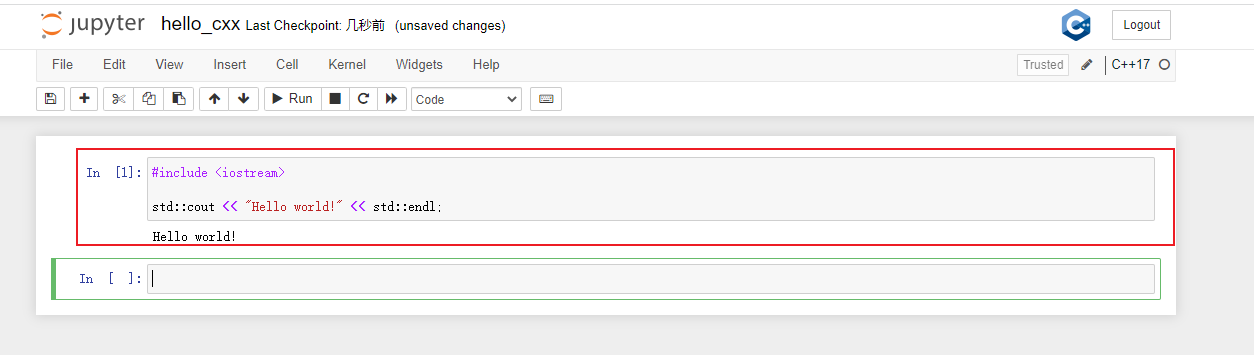 jupyter hello_cxx Last Checkpoint: 几秒前 (unsaved changes)
C++
Logout
File Edit View Insert Cell Kernel Widgets Help
Trusted
C++17
Run
Code
In [1]: #include <iostream>
std::cout << "Hello world!" << std::endl;
Hello world!
In [ ]: